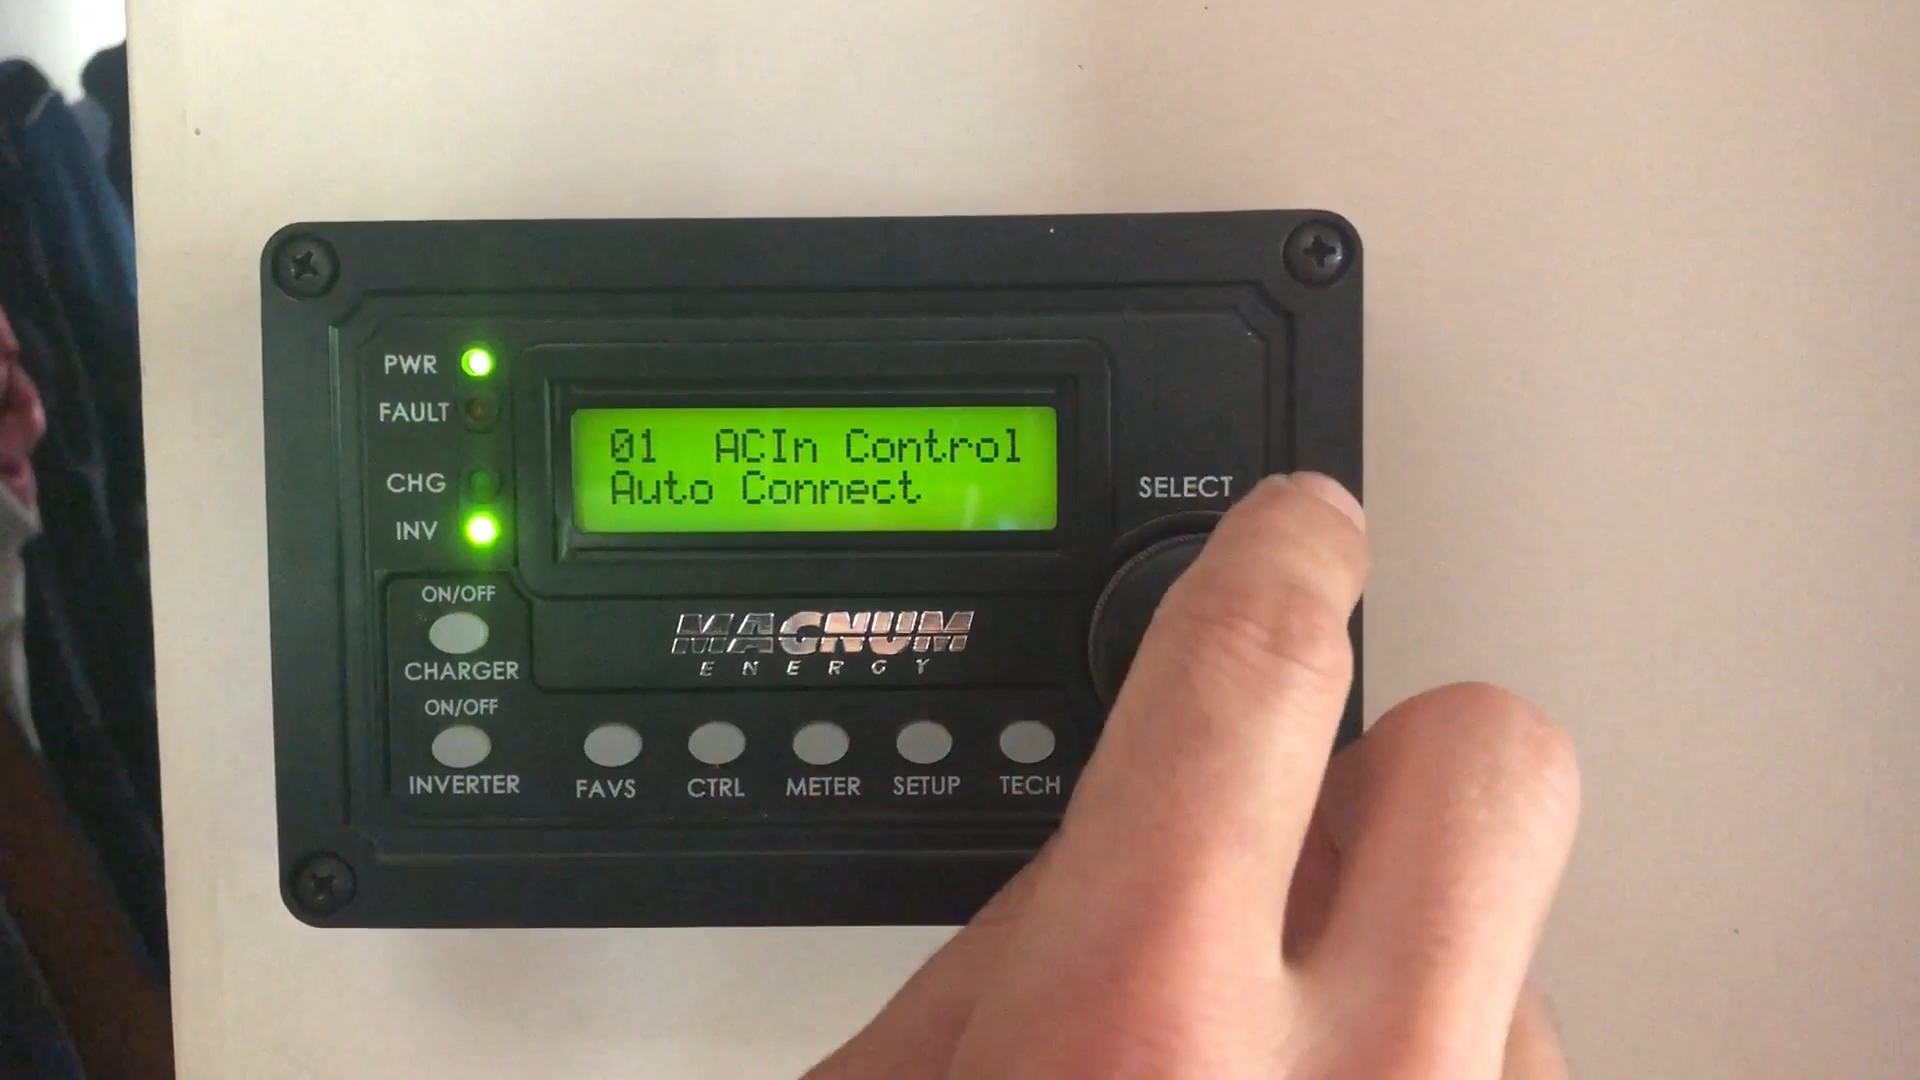 PWR
FAULT
CHG
INV
01 ACIn Control
Auto Connect
SELECT
ON/OFF
CHARGER
ON/OFF
INVERTER
MAGNUM
ENERGY
FAVS
CTRL
METER
SETUP
TECH